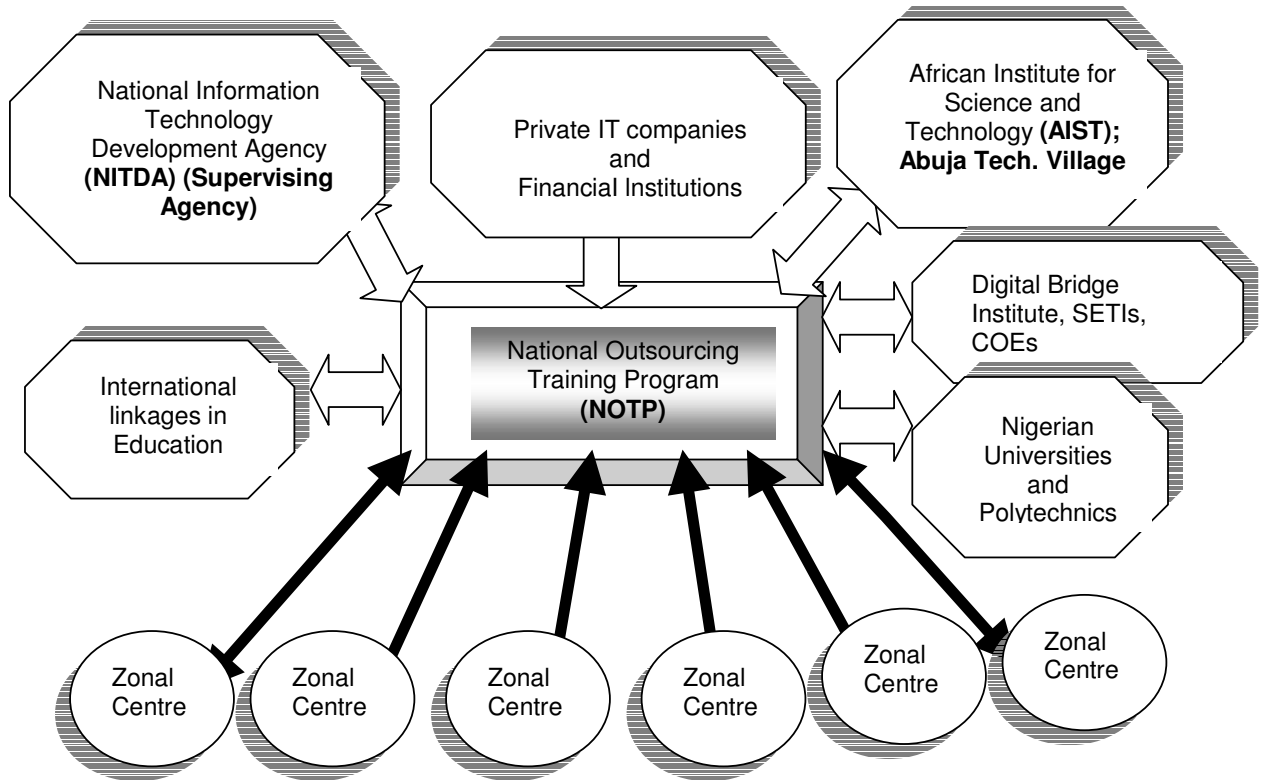 National Information
Technology
Development Agency
(NITDA) (Supervising
Agency)
Private IT companies
and
Financial Institutions
African Institute for
Science and
Technology (AIST);
Abuja Tech. Village
Digital Bridge
Institute, SETIs,
COEs
International
linkages in
Education
National Outsourcing
Training Program
(NOTP)
Nigerian
Universities
and
Polytechnics
Zonal
Centre
Zonal
Centre
Zonal
Centre
Zonal
Centre
Zonal
Centre
Zonal
Centre